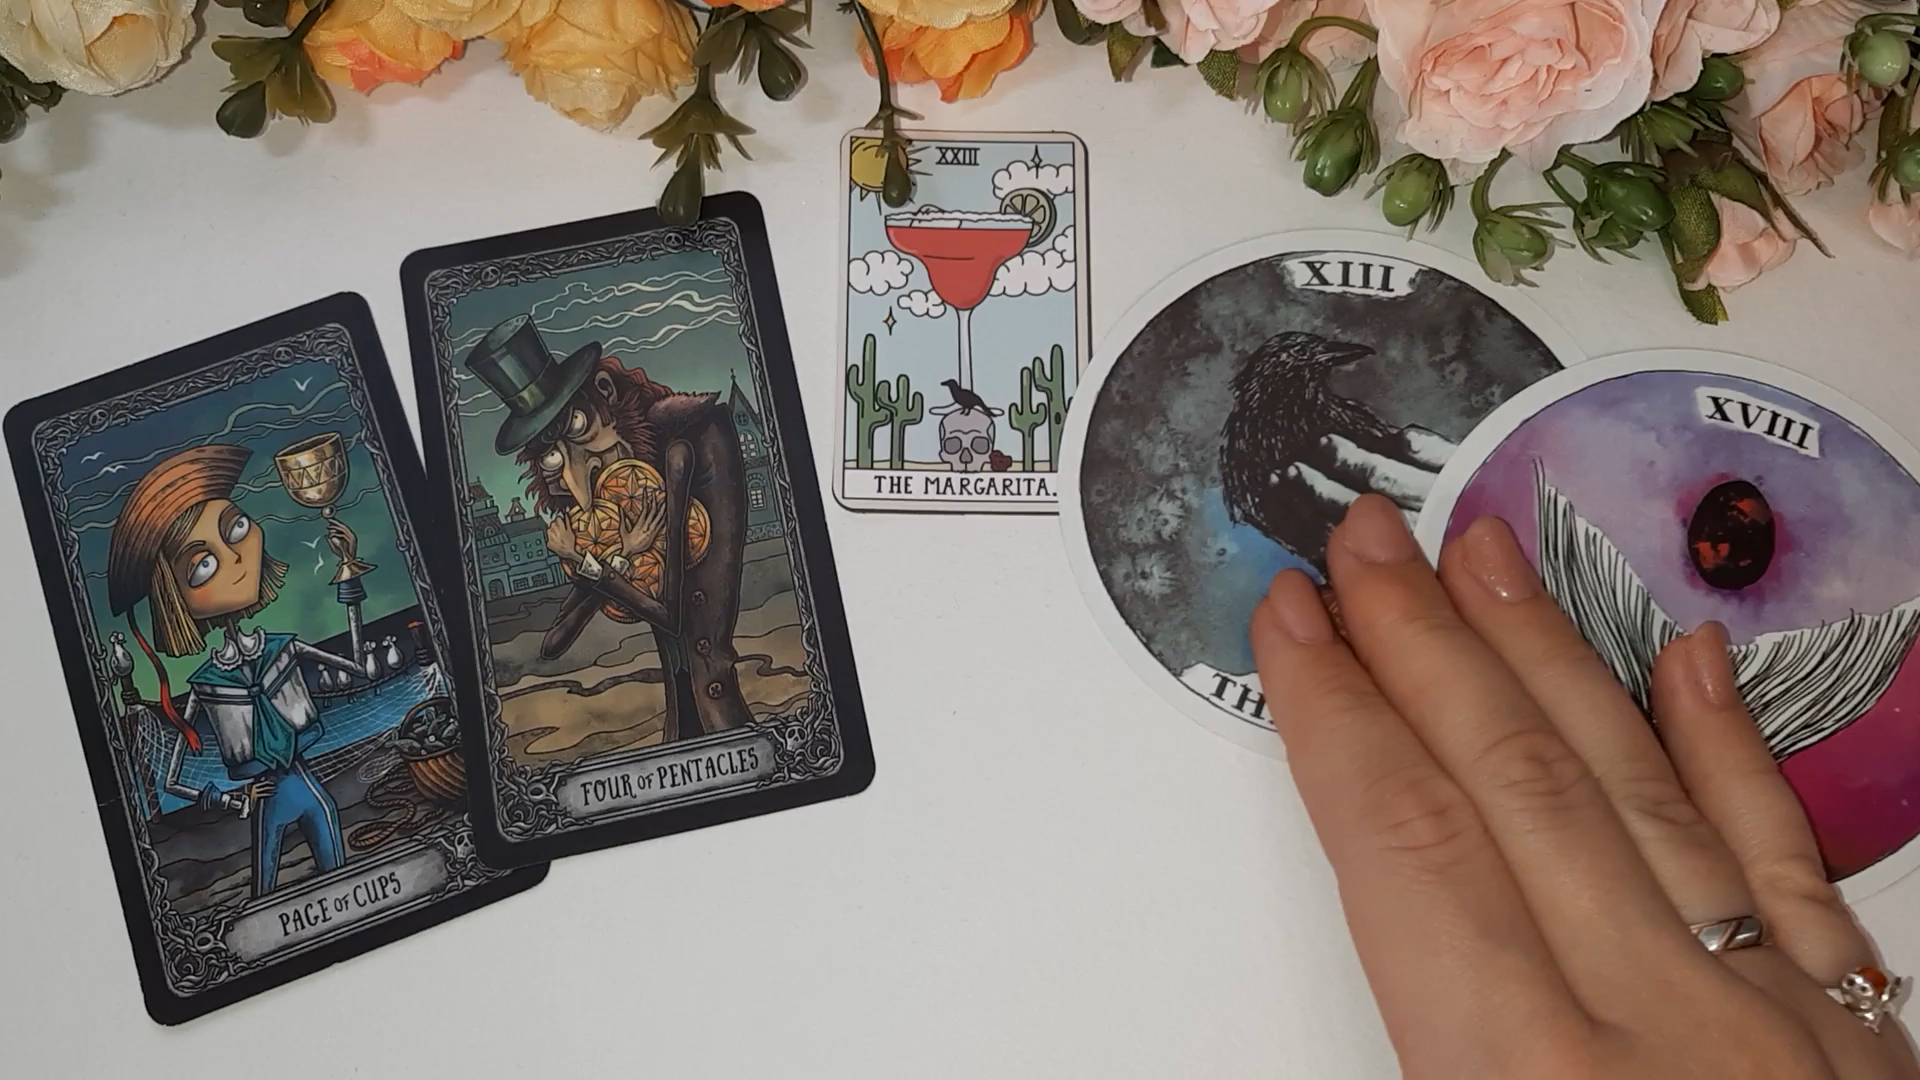 PAGE OF CUPS
FOUR OF PENTACLES
XXIII
THE MARGARITA.
XIII
XVIII